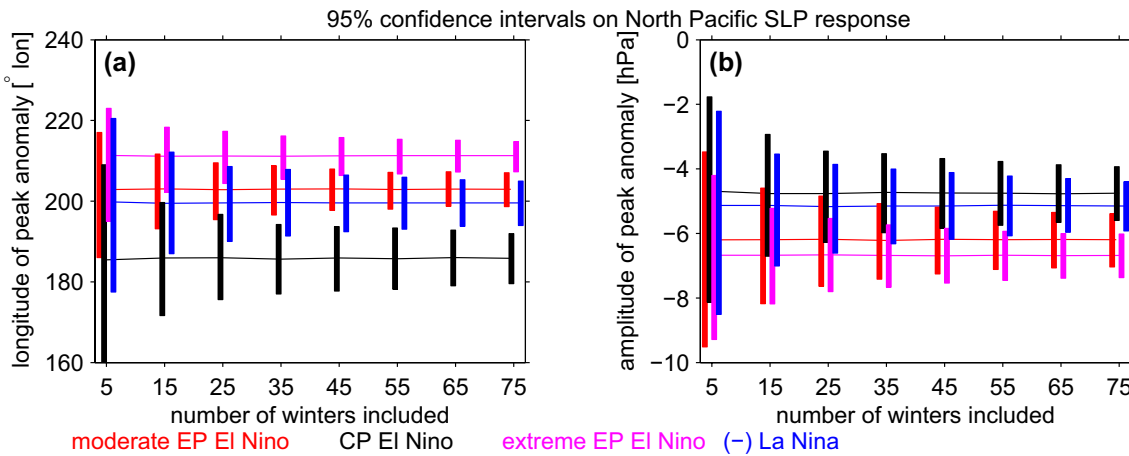 95% confidence intervals on North Pacific SLP response
(a)
longitude of peak anomaly [° lon]
240
220
200
180
160
5 15 25 35 45 55 65 75
number of winters included
(b)
amplitude of peak anomaly [hPa]
0
−2
−4
−6
−8
−10
5 15 25 35 45 55 65 75
number of winters included
moderate EP El Nino CP El Nino extreme EP El Nino (−) La Nina